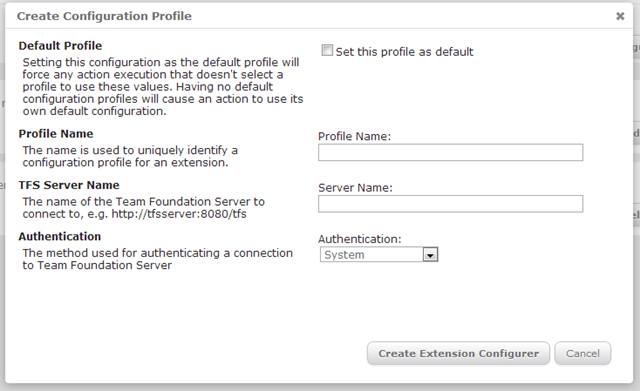 Create Configuration Profile
Default Profile
Set this profile as default
Setting this configuration as the default profile will
force any action execution that doesn't select a
profile to use these values. Having no default
configuration profiles will cause an action to use its
own default configuration.
Profile Name
Profile Name:
The name is used to uniquely identify a
configuration profile for an extension.
TFS Server Name
Server Name:
The name of the Team Foundation Server to
connect to, e.g. http://tfsserver:8080/tfs
Authentication
Authentication:
The method used for authenticating a connection
to Team Foundation Server
System
Create Extension Configurer
Cancel